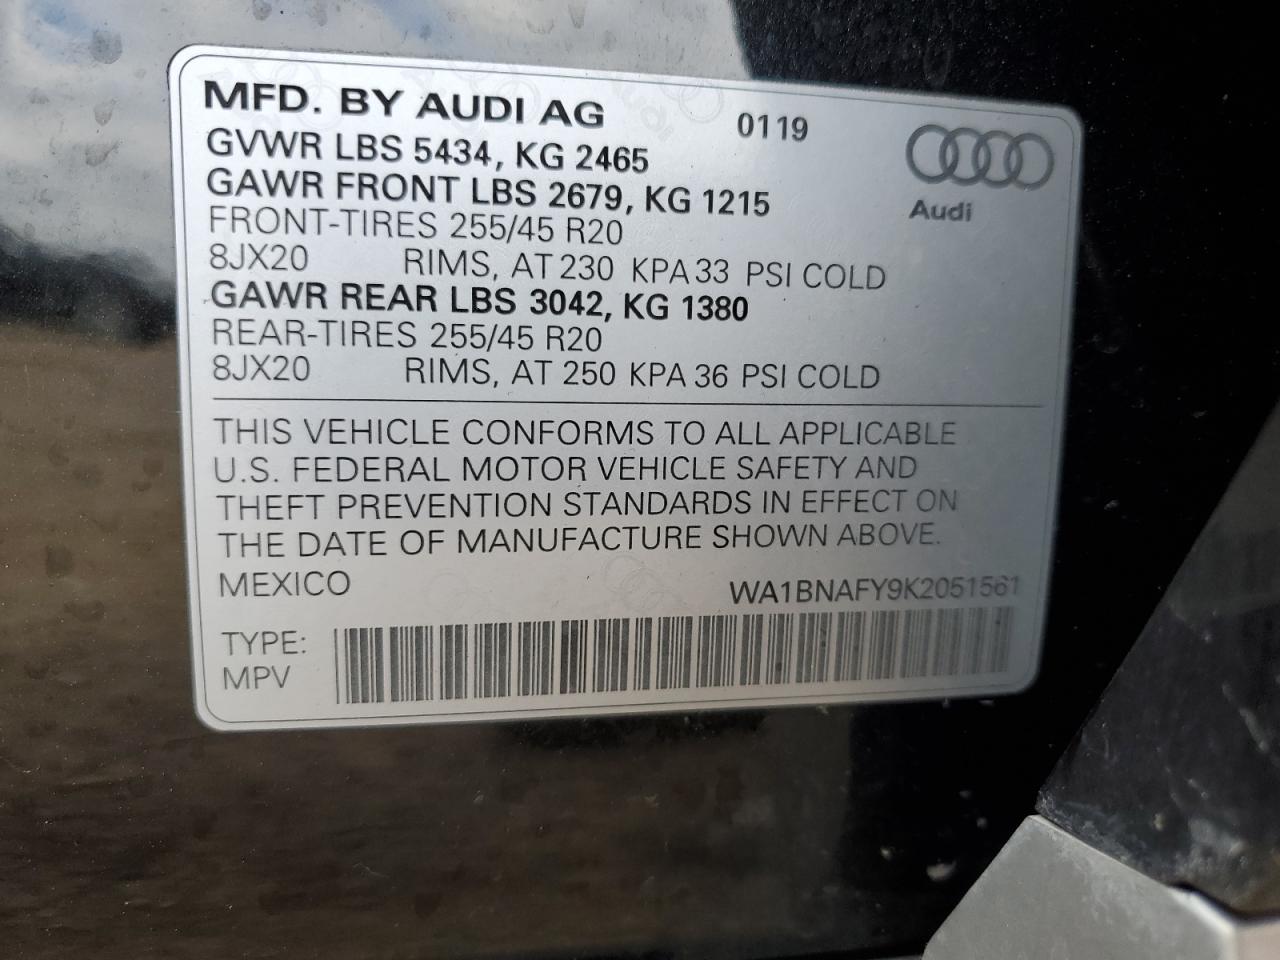 MFD. BY AUDI AG 0119
GVWR LBS 5434, KG 2465
GAWR FRONT LBS 2679, KG 1215
Audi
FRONT-TIRES 255/45 R20
8JX20 RIMS, AT 230 KPA 33 PSI COLD
GAWR REAR LBS 3042, KG 1380
REAR-TIRES 255/45 R20
8JX20 RIMS, AT 250 KPA 36 PSI COLD
THIS VEHICLE CONFORMS TO ALL APPLICABLE
U.S. FEDERAL MOTOR VEHICLE SAFETY AND
THEFT PREVENTION STANDARDS IN EFFECT ON
THE DATE OF MANUFACTURE SHOWN ABOVE.
MEXICO WA1BNAFY9K2051561
TYPE:
MPV